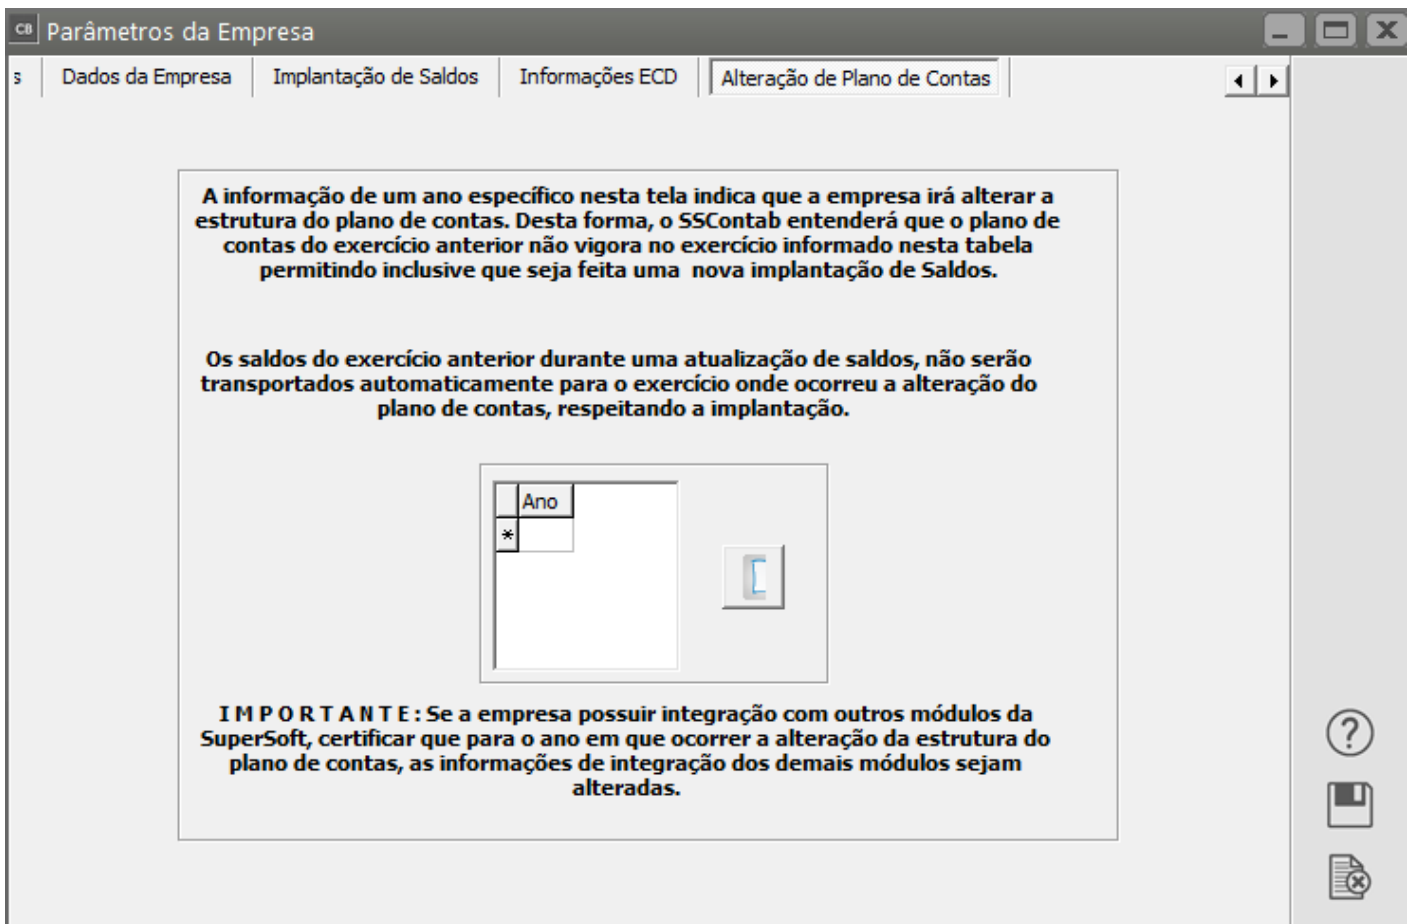 CB Parâmetros da Empresa
s Dados da Empresa Implantação de Saldos Informações ECD Alteração de Plano de Contas
A informação de um ano específico nesta tela indica que a empresa irá alterar a
estrutura do plano de contas. Desta forma, o SSContab entenderá que o plano de
contas do exercício anterior não vigora no exercício informado nesta tabela
permitindo inclusive que seja feita uma  nova implantação de Saldos.
Os saldos do exercício anterior durante uma atualização de saldos, não serão
transportados automaticamente para o exercício onde ocorreu a alteração do
plano de contas, respeitando a implantação.
Ano
*
I M P O R T A N T E : Se a empresa possuir integração com outros módulos da
SuperSoft, certificar que para o ano em que ocorrer a alteração da estrutura do
plano de contas, as informações de integração dos demais módulos sejam
alteradas.